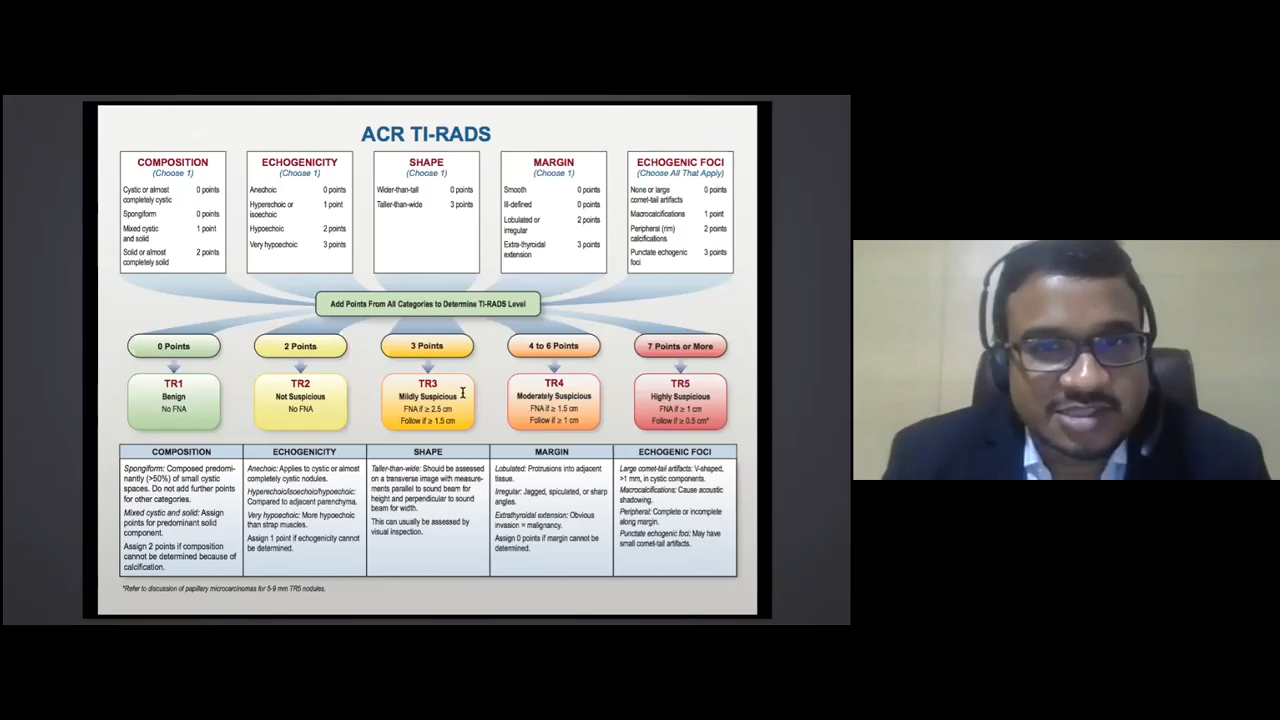 ACR TI-RADS
COMPOSITION
(Choose 1)
Cystic or almost completely cystic 0 points
Spongiform 0 points
Mixed cystic and solid 1 point
Solid or almost completely solid 2 points
ECHOGENICITY
(Choose 1)
Anechoic 0 points
Hyperechoic or isoechoic 1 point
Hypoechoic 2 points
Very hypoechoic 3 points
SHAPE
(Choose 1)
Wider-than-tall 0 points
Taller-than-wide 3 points
MARGIN
(Choose 1)
Smooth 0 points
Ill-defined 0 points
Lobulated or irregular 2 points
Extra-thyroidal extension 3 points
ECHOGENIC FOCI
(Choose All That Apply)
None or large comet-tail artifacts 0 points
Macrocalcifications 1 point
Peripheral (rim) calcifications 2 points
Punctate echogenic foci 3 points
Add Points From All Categories to Determine TI-RADS Level
0 Points
2 Points
3 Points
4 to 6 Points
7 Points or More
TR1
Benign
No FNA
TR2
Not Suspicious
No FNA
TR3
Mildly Suspicious
FNA if ≥ 2.5 cm
Follow if ≥ 1.5 cm
TR4
Moderately Suspicious
FNA if ≥ 1.5 cm
Follow if ≥ 1 cm
TR5
Highly Suspicious
FNA if ≥ 1 cm
Follow if ≥ 0.5 cm*
COMPOSITION
Spongiform: Composed predomi-
nantly (>50%) of small cystic
spaces. Do not add further points
for other categories.
Mixed cystic and solid: Assign
points for predominant solid
component.
Assign 2 points if composition
cannot be determined because of
calcification.
ECHOGENICITY
Anechoic: Applies to cystic or almost
completely cystic nodules.
Hyperechoic/isoechoic/hypoechoic:
Compared to adjacent parenchyma.
Very hypoechoic: More hypoechoic
than strap muscles.
Assign 1 point if echogenicity cannot
be determined.
SHAPE
Taller-than-wide: Should be assessed
on a transverse image with measure-
ments parallel to sound beam for
height and perpendicular to sound
beam for width.
This can usually be assessed by
visual inspection.
MARGIN
Lobulated: Protrusions into adjacent
tissue.
Irregular: Jagged, spiculated, or sharp
angles.
Extrathyroidal extension: Obvious
invasion = malignancy.
Assign 0 points if margin cannot be
determined.
ECHOGENIC FOCI
Large comet-tail artifacts: V-shaped,
>1 mm, in cystic components.
Macrocalcifications: Cause acoustic
shadowing.
Peripheral: Complete or incomplete
along margin.
Punctate echogenic foci: May have
small comet-tail artifacts.
*Refer to discussion of papillary microcarcinomas for 5-9 mm TR5 nodules.